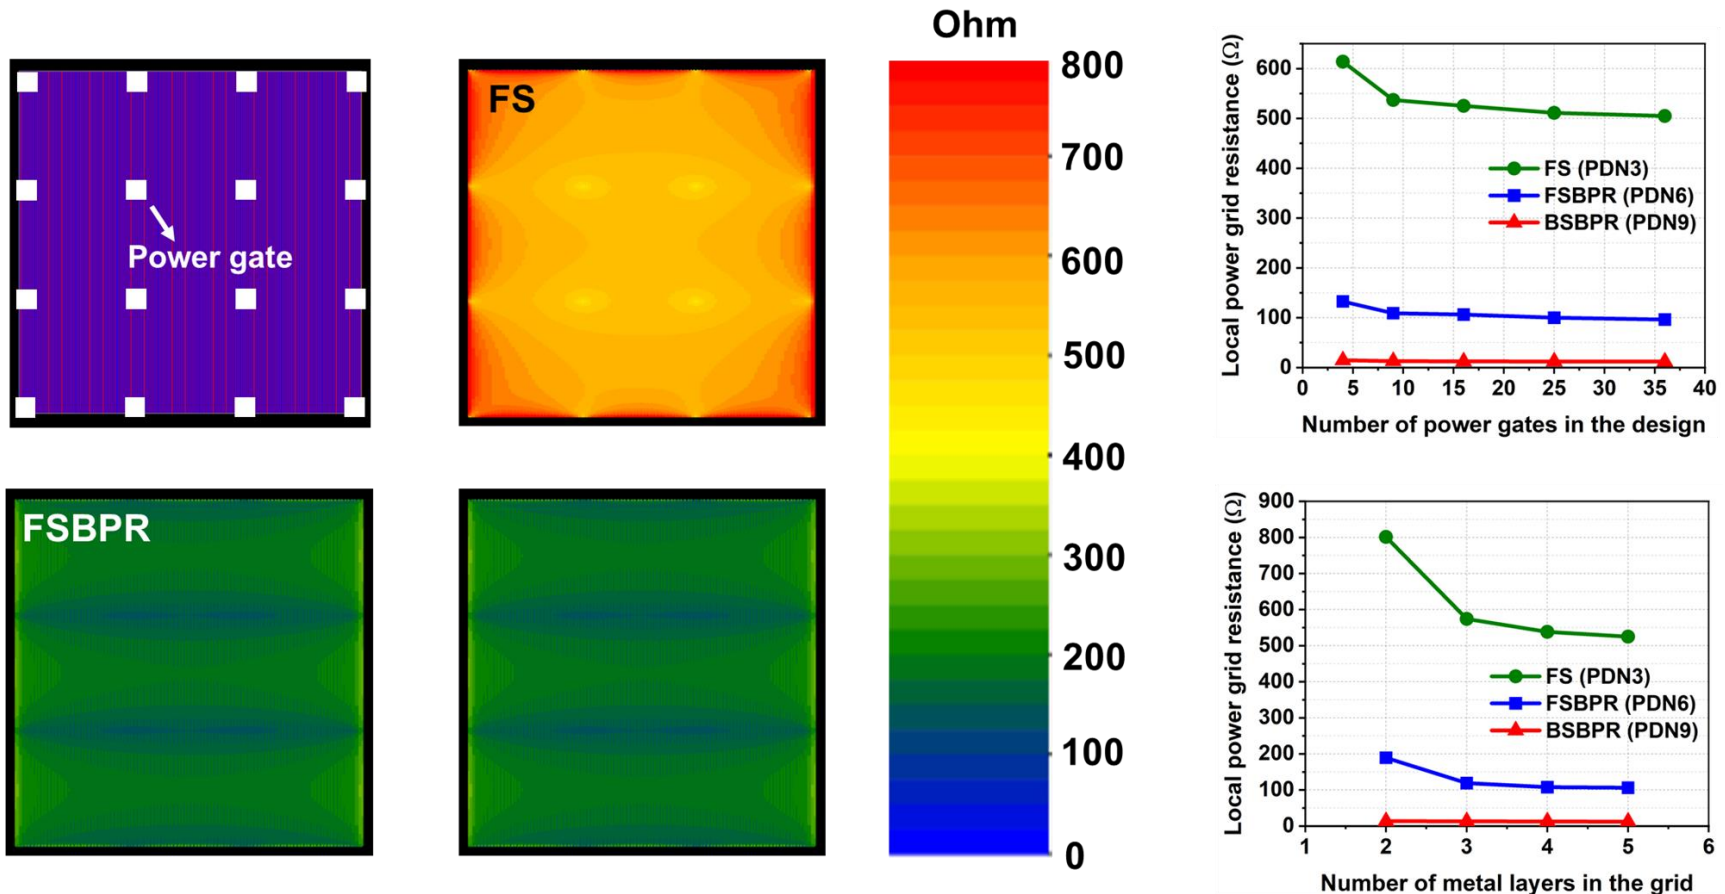 Power gate
FS
FSBPR
Ohm
800
700
600
500
400
300
200
100
0
Local power grid resistance (Ω)
600
500
400
300
200
100
0
FS (PDN3)
FSBPR (PDN6)
BSBPR (PDN9)
0 5 10 15 20 25 30 35 40
Number of power gates in the design
Local power grid resistance (Ω)
900
800
700
600
500
400
300
200
100
0
FS (PDN3)
FSBPR (PDN6)
BSBPR (PDN9)
1 2 3 4 5 6
Number of metal layers in the grid